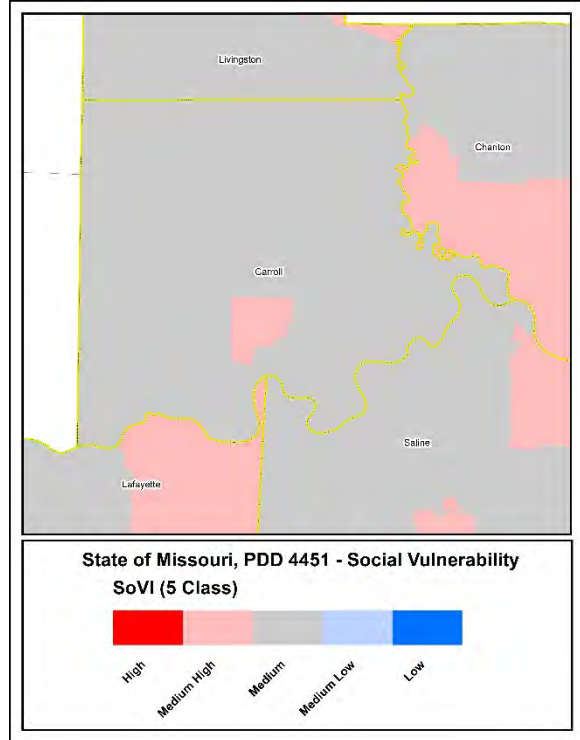 Livingston
Chariton
Carroll
Saline
Lafayette
State of Missouri, PDD 4451 - Social Vulnerability
SoVI (5 Class)
High
Medium High
Medium
Medium Low
Low